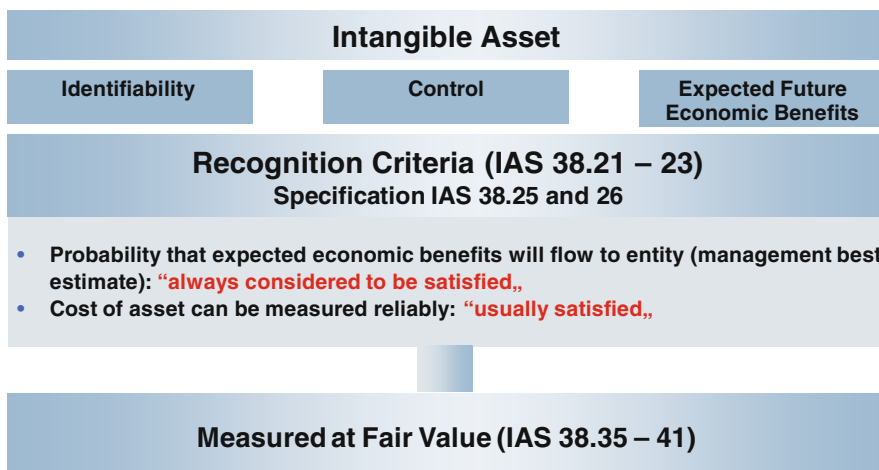 Intangible Asset
Identifiability
Control
Expected Future
Economic Benefits
Recognition Criteria (IAS 38.21 – 23)
Specification IAS 38.25 and 26
• Probability that expected economic benefits will flow to entity (management best
estimate): “always considered to be satisfied„
• Cost of asset can be measured reliably: “usually satisfied„
Measured at Fair Value (IAS 38.35 – 41)